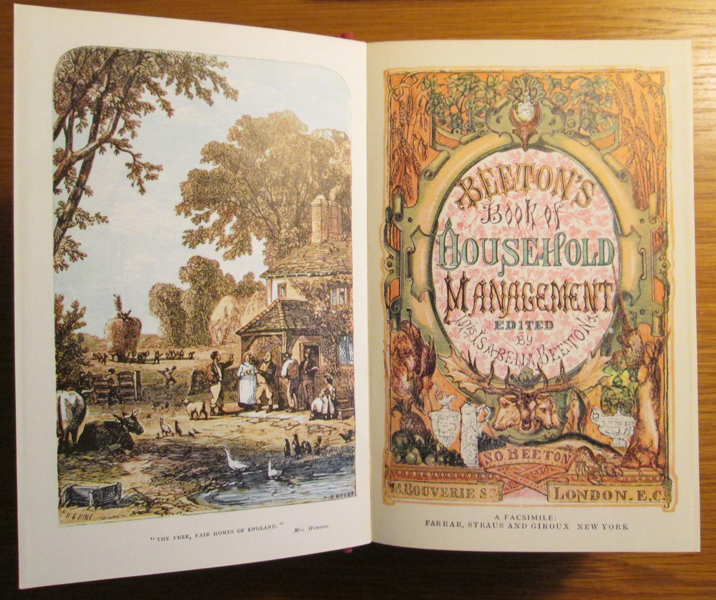 "THE FREE, FAIR HOMES OF ENGLAND." Mrs. Hemans.
BEETON'S
Book of
HOUSEHOLD
MANAGEMENT
EDITED
BY
MRS ISABELLA BEETON
S.O. BEETON
BOUVERIE ST
LONDON. E.C.
A FACSIMILE:
FARRAR, STRAUS AND GIROUX NEW YORK